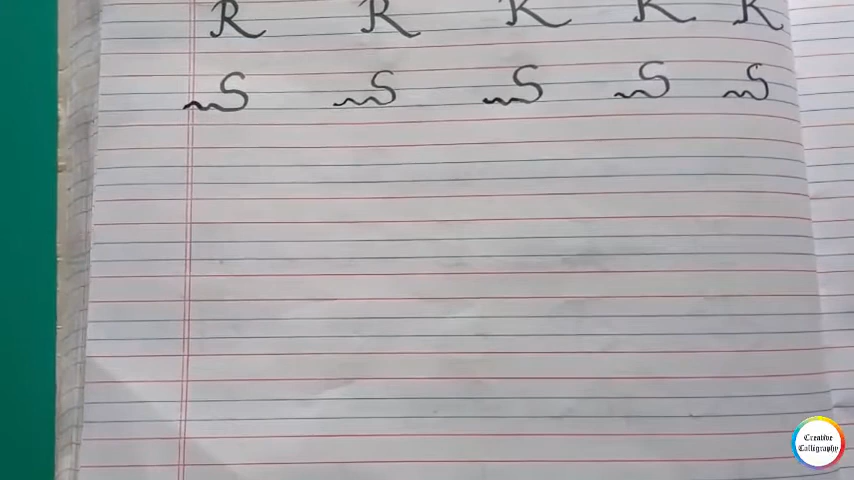 R R R R R
S S S S S
Creative
Calligraphy